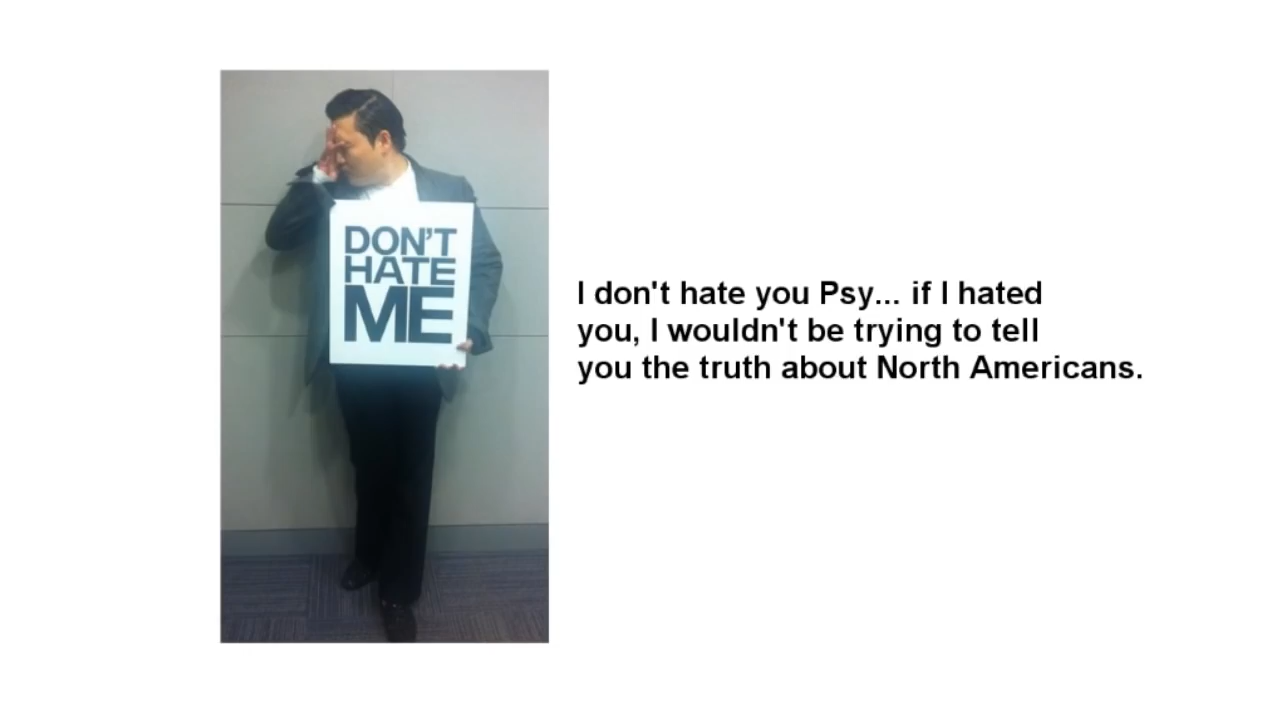 DON'T
HATE
ME
I don't hate you Psy... if I hated
you, I wouldn't be trying to tell
you the truth about North Americans.